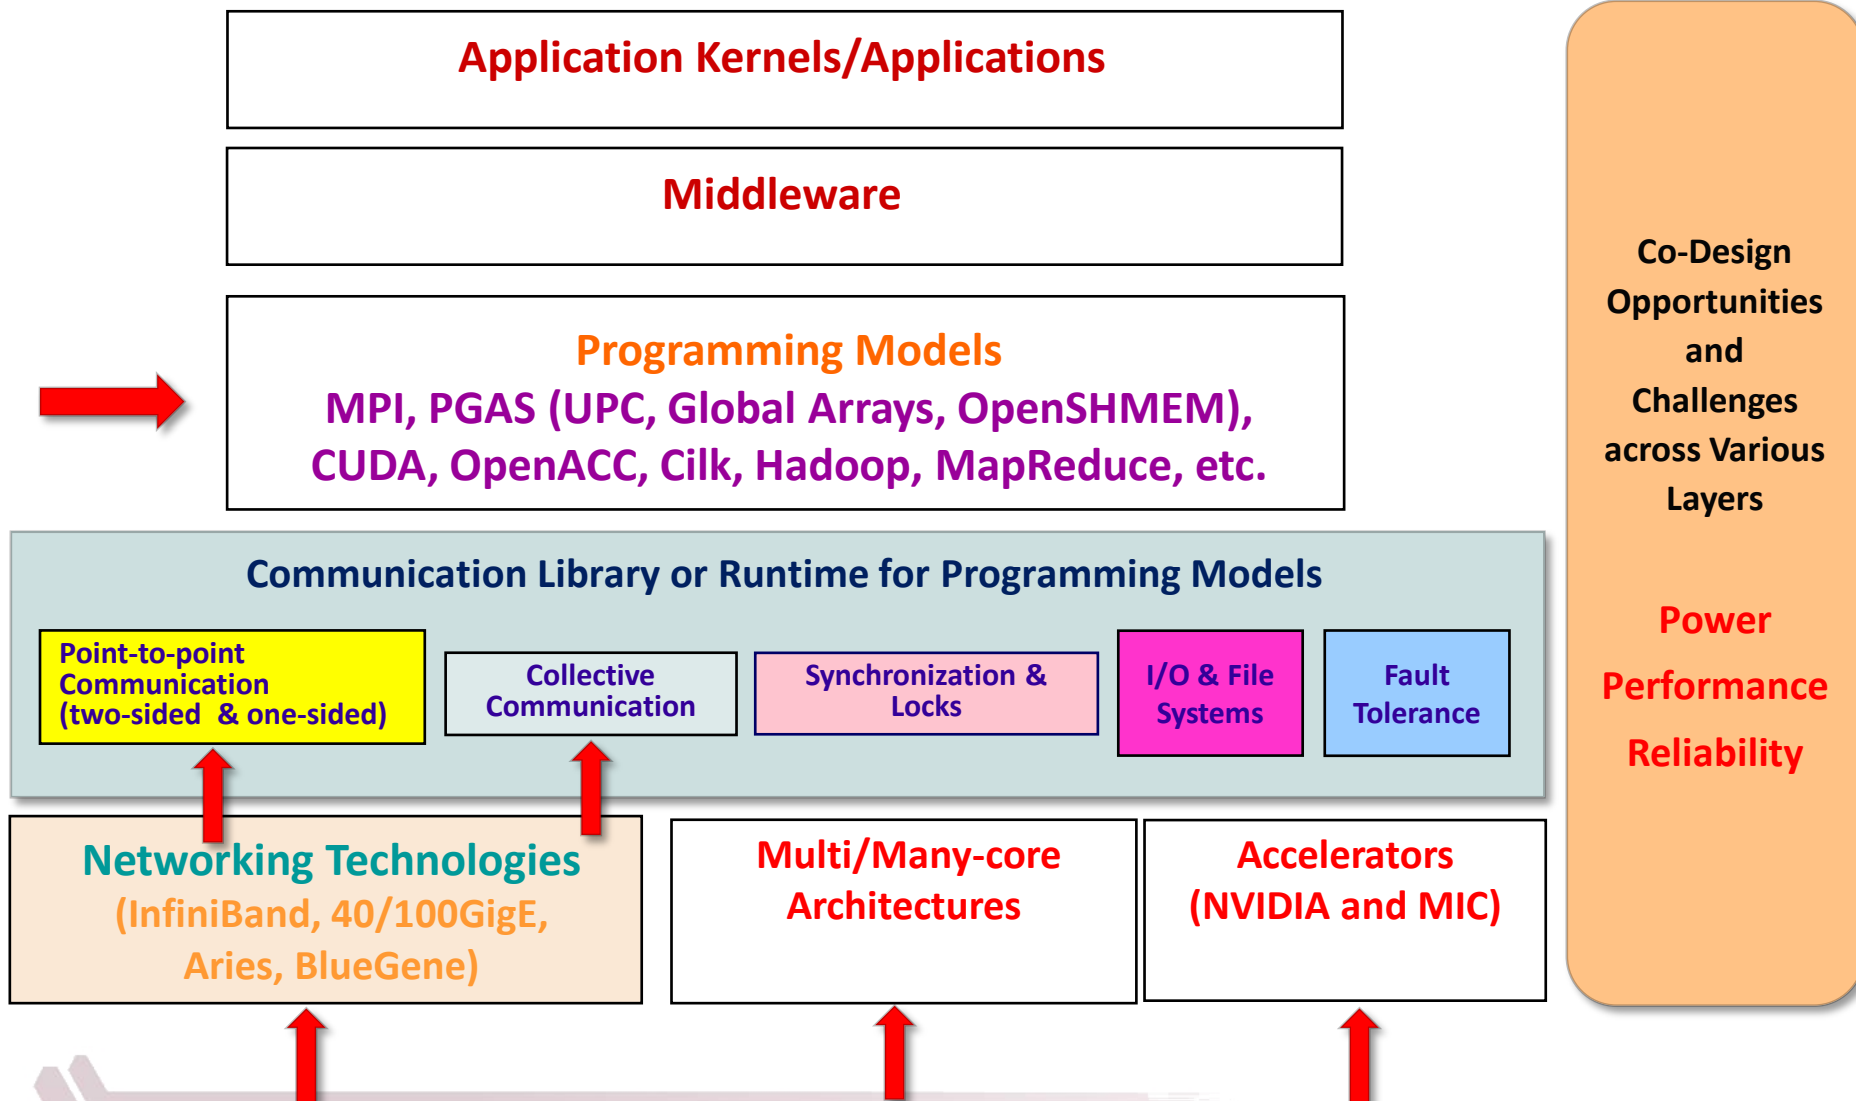 Application Kernels/Applications
Middleware
Programming Models
MPI, PGAS (UPC, Global Arrays, OpenSHMEM),
CUDA, OpenACC, Cilk, Hadoop, MapReduce, etc.
Communication Library or Runtime for Programming Models
Point-to-point
Communication
(two-sided & one-sided)
Collective
Communication
Synchronization &
Locks
I/O & File
Systems
Fault
Tolerance
Networking Technologies
(InfiniBand, 40/100GigE,
Aries, BlueGene)
Multi/Many-core
Architectures
Accelerators
(NVIDIA and MIC)
Co-Design
Opportunities
and
Challenges
across Various
Layers
Power
Performance
Reliability